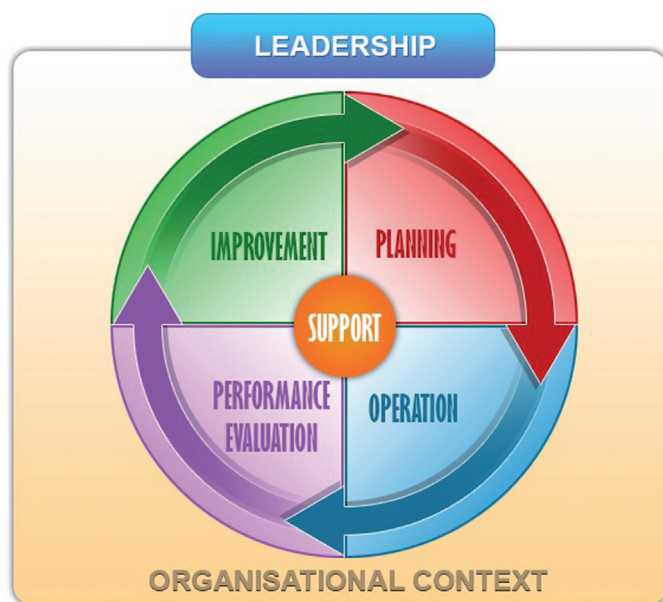 LEADERSHIP
IMPROVEMENT
PLANNING
SUPPORT
PERFORMANCE
EVALUATION
OPERATION
ORGANISATIONAL CONTEXT